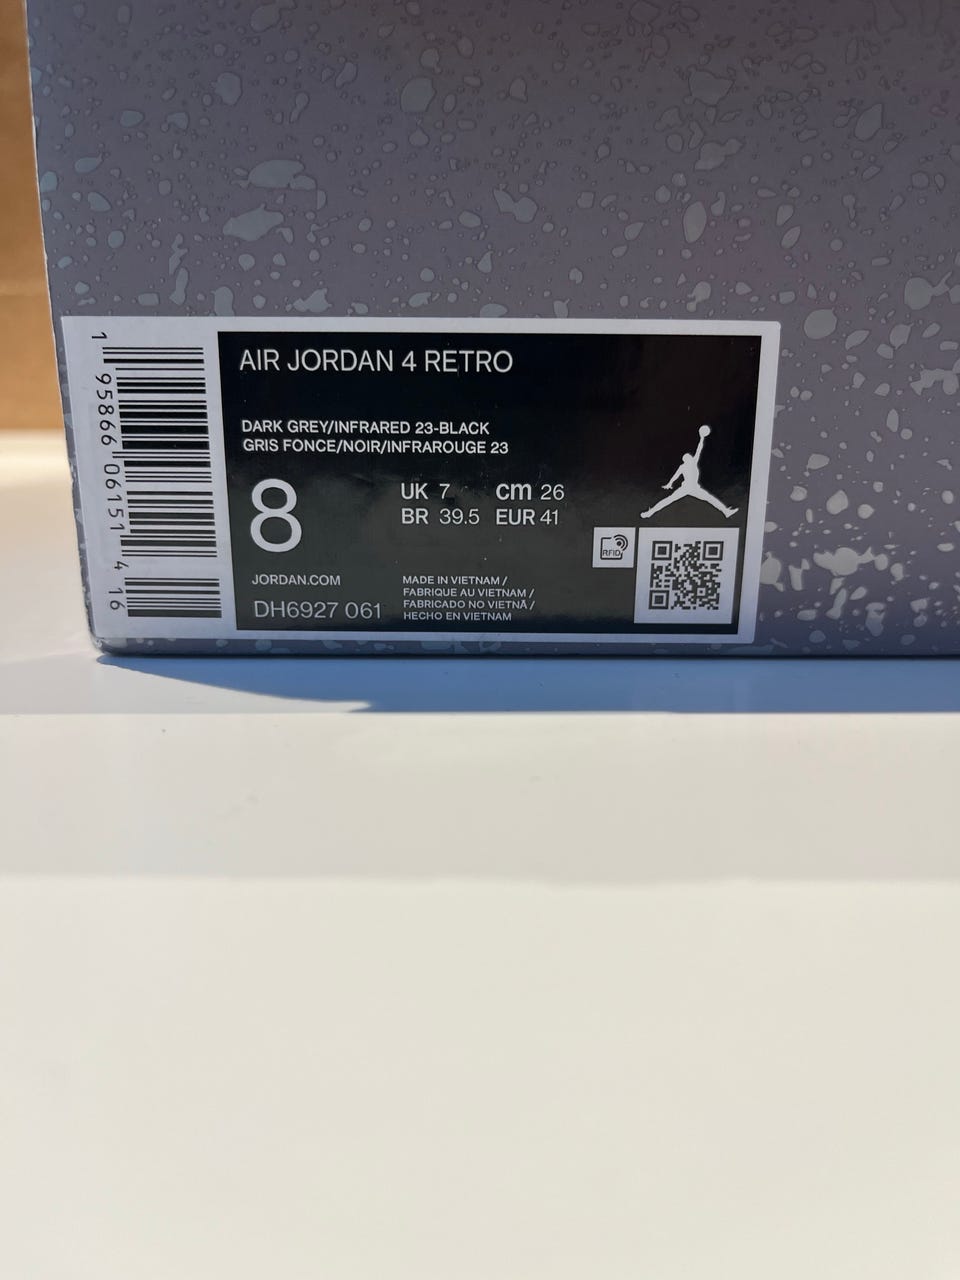 AIR JORDAN 4 RETRO
DARK GREY/INFRARED 23-BLACK
GRIS FONCE/NOIR/INFRAROUGE 23
8
UK 7 cm 26
BR 39.5 EUR 41
RFID
JORDAN.COM
DH6927 061
MADE IN VIETNAM /
FABRIQUE AU VIETNAM /
FABRICADO NO VIETNÃ /
HECHO EN VIETNAM
1 95866 06151 4 16